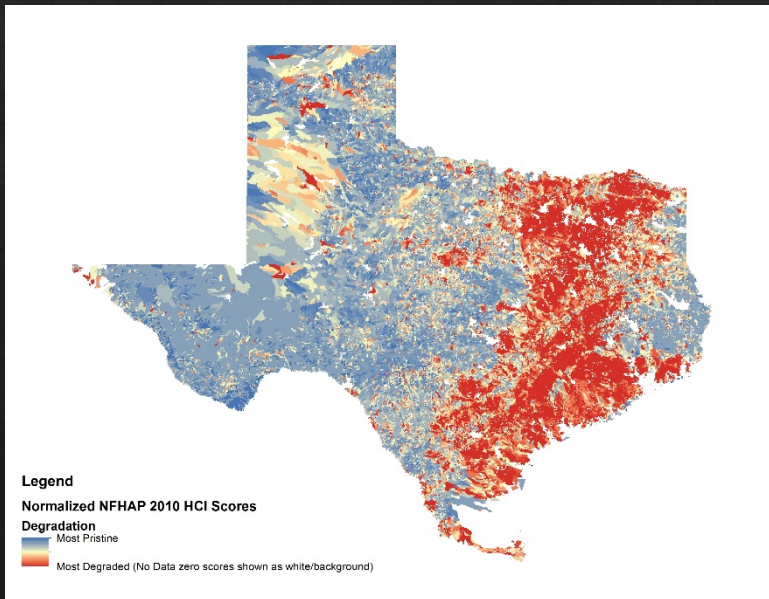 Legend
Normalized NFHAP 2010 HCI Scores
Degradation
Most Pristine
Most Degraded (No Data zero scores shown as white/background)